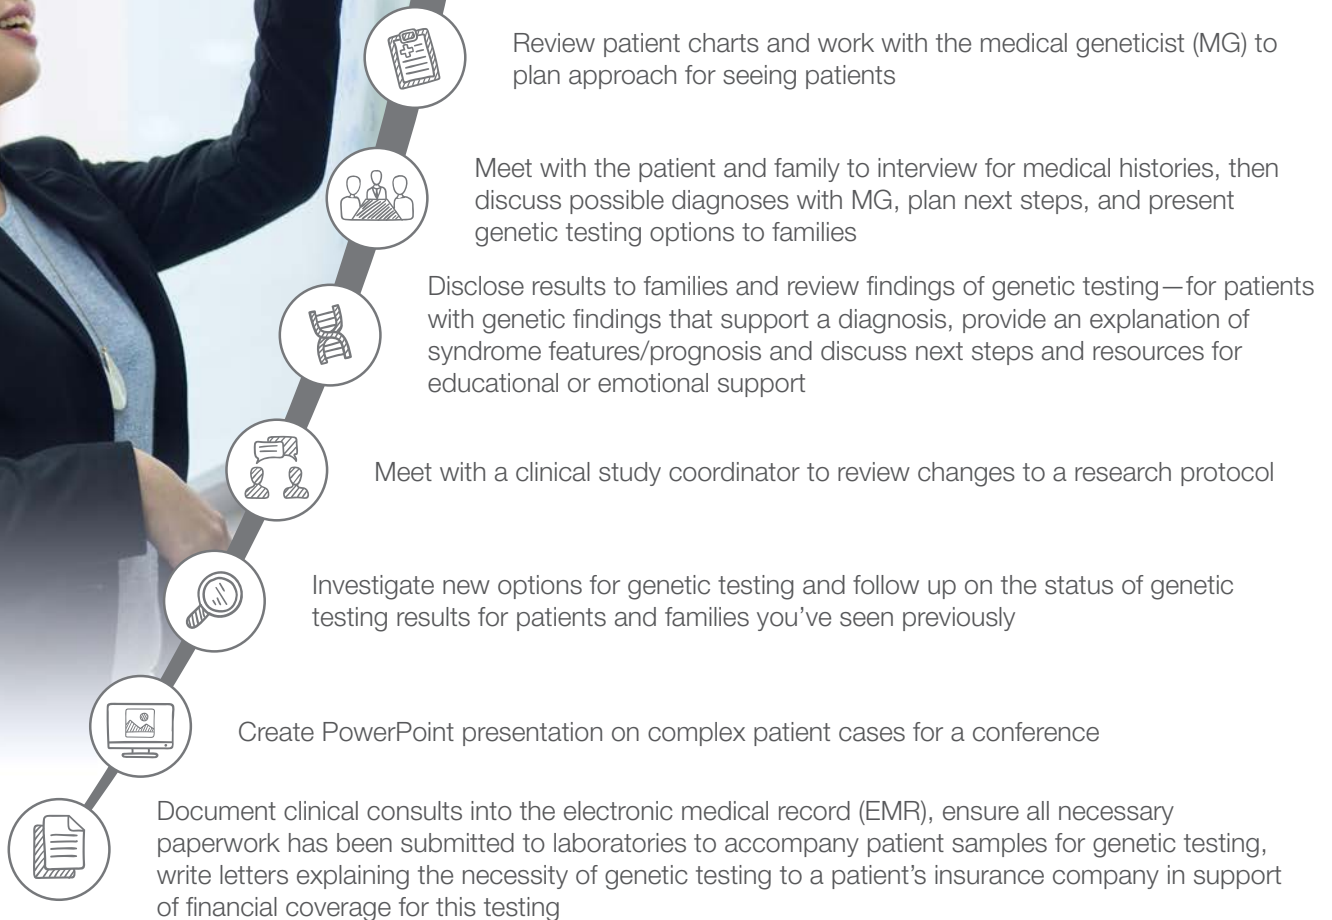 Review patient charts and work with the medical geneticist (MG) to
plan approach for seeing patients
Meet with the patient and family to interview for medical histories, then
discuss possible diagnoses with MG, plan next steps, and present
genetic testing options to families
Disclose results to families and review findings of genetic testing—for patients
with genetic findings that support a diagnosis, provide an explanation of
syndrome features/prognosis and discuss next steps and resources for
educational or emotional support
Meet with a clinical study coordinator to review changes to a research protocol
Investigate new options for genetic testing and follow up on the status of genetic
testing results for patients and families you’ve seen previously
Create PowerPoint presentation on complex patient cases for a conference
Document clinical consults into the electronic medical record (EMR), ensure all necessary
paperwork has been submitted to laboratories to accompany patient samples for genetic testing,
write letters explaining the necessity of genetic testing to a patient’s insurance company in support
of financial coverage for this testing